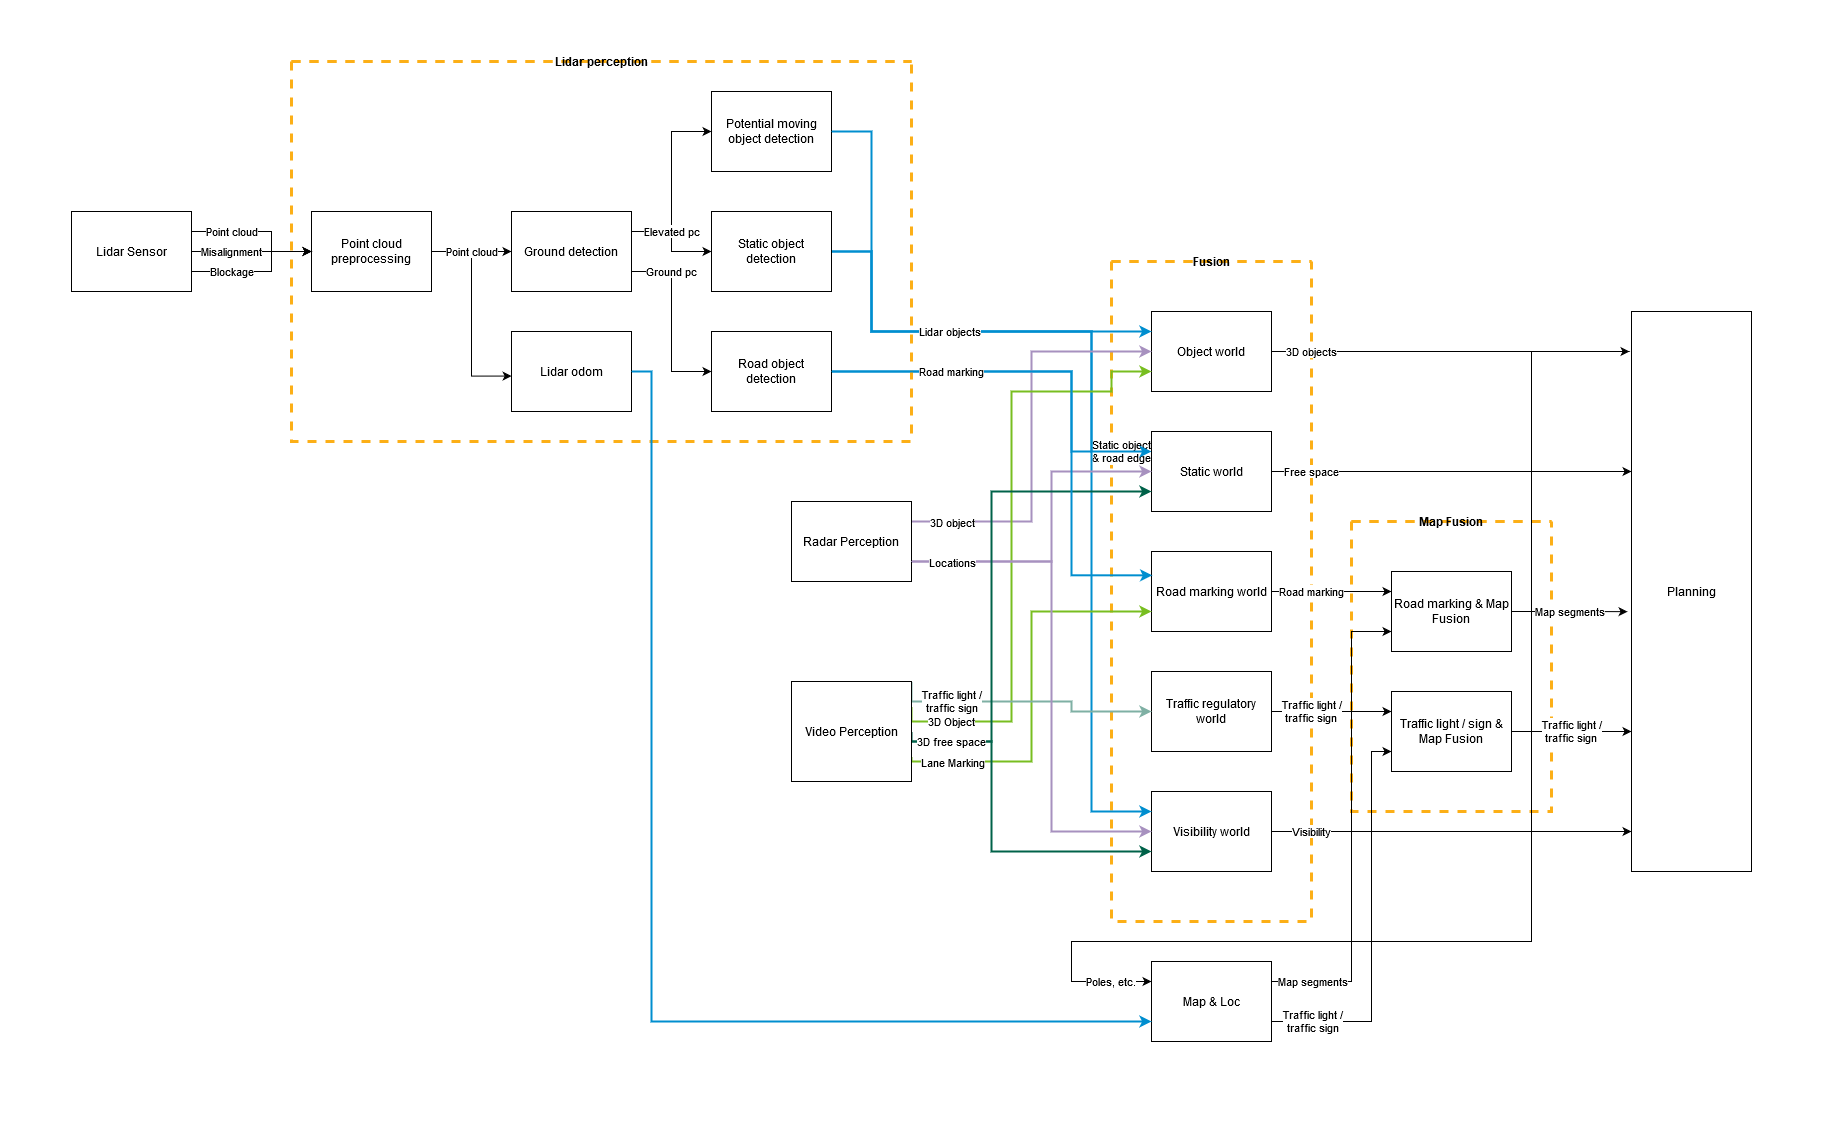 Lidar perception
Potential moving
object detection
Lidar Sensor
Point cloud
Misalignment
Blockage
Point cloud
preprocessing
Point cloud
Ground detection
Elevated pc
Ground pc
Static object
detection
Lidar odom
Road object
detection
Lidar objects
Road marking
Fusion
Object world
3D objects
Static object
& road edge
Static world
Free space
Radar Perception
3D object
Locations
Road marking world
Road marking
Map Fusion
Road marking & Map
Fusion
Map segments
Planning
Video Perception
Traffic light /
traffic sign
3D Object
3D free space
Lane Marking
Traffic regulatory
world
Traffic light /
traffic sign
Traffic light / sign &
Map Fusion
Traffic light /
traffic sign
Visibility world
Visibility
Poles, etc.
Map & Loc
Map segments
Traffic light /
traffic sign